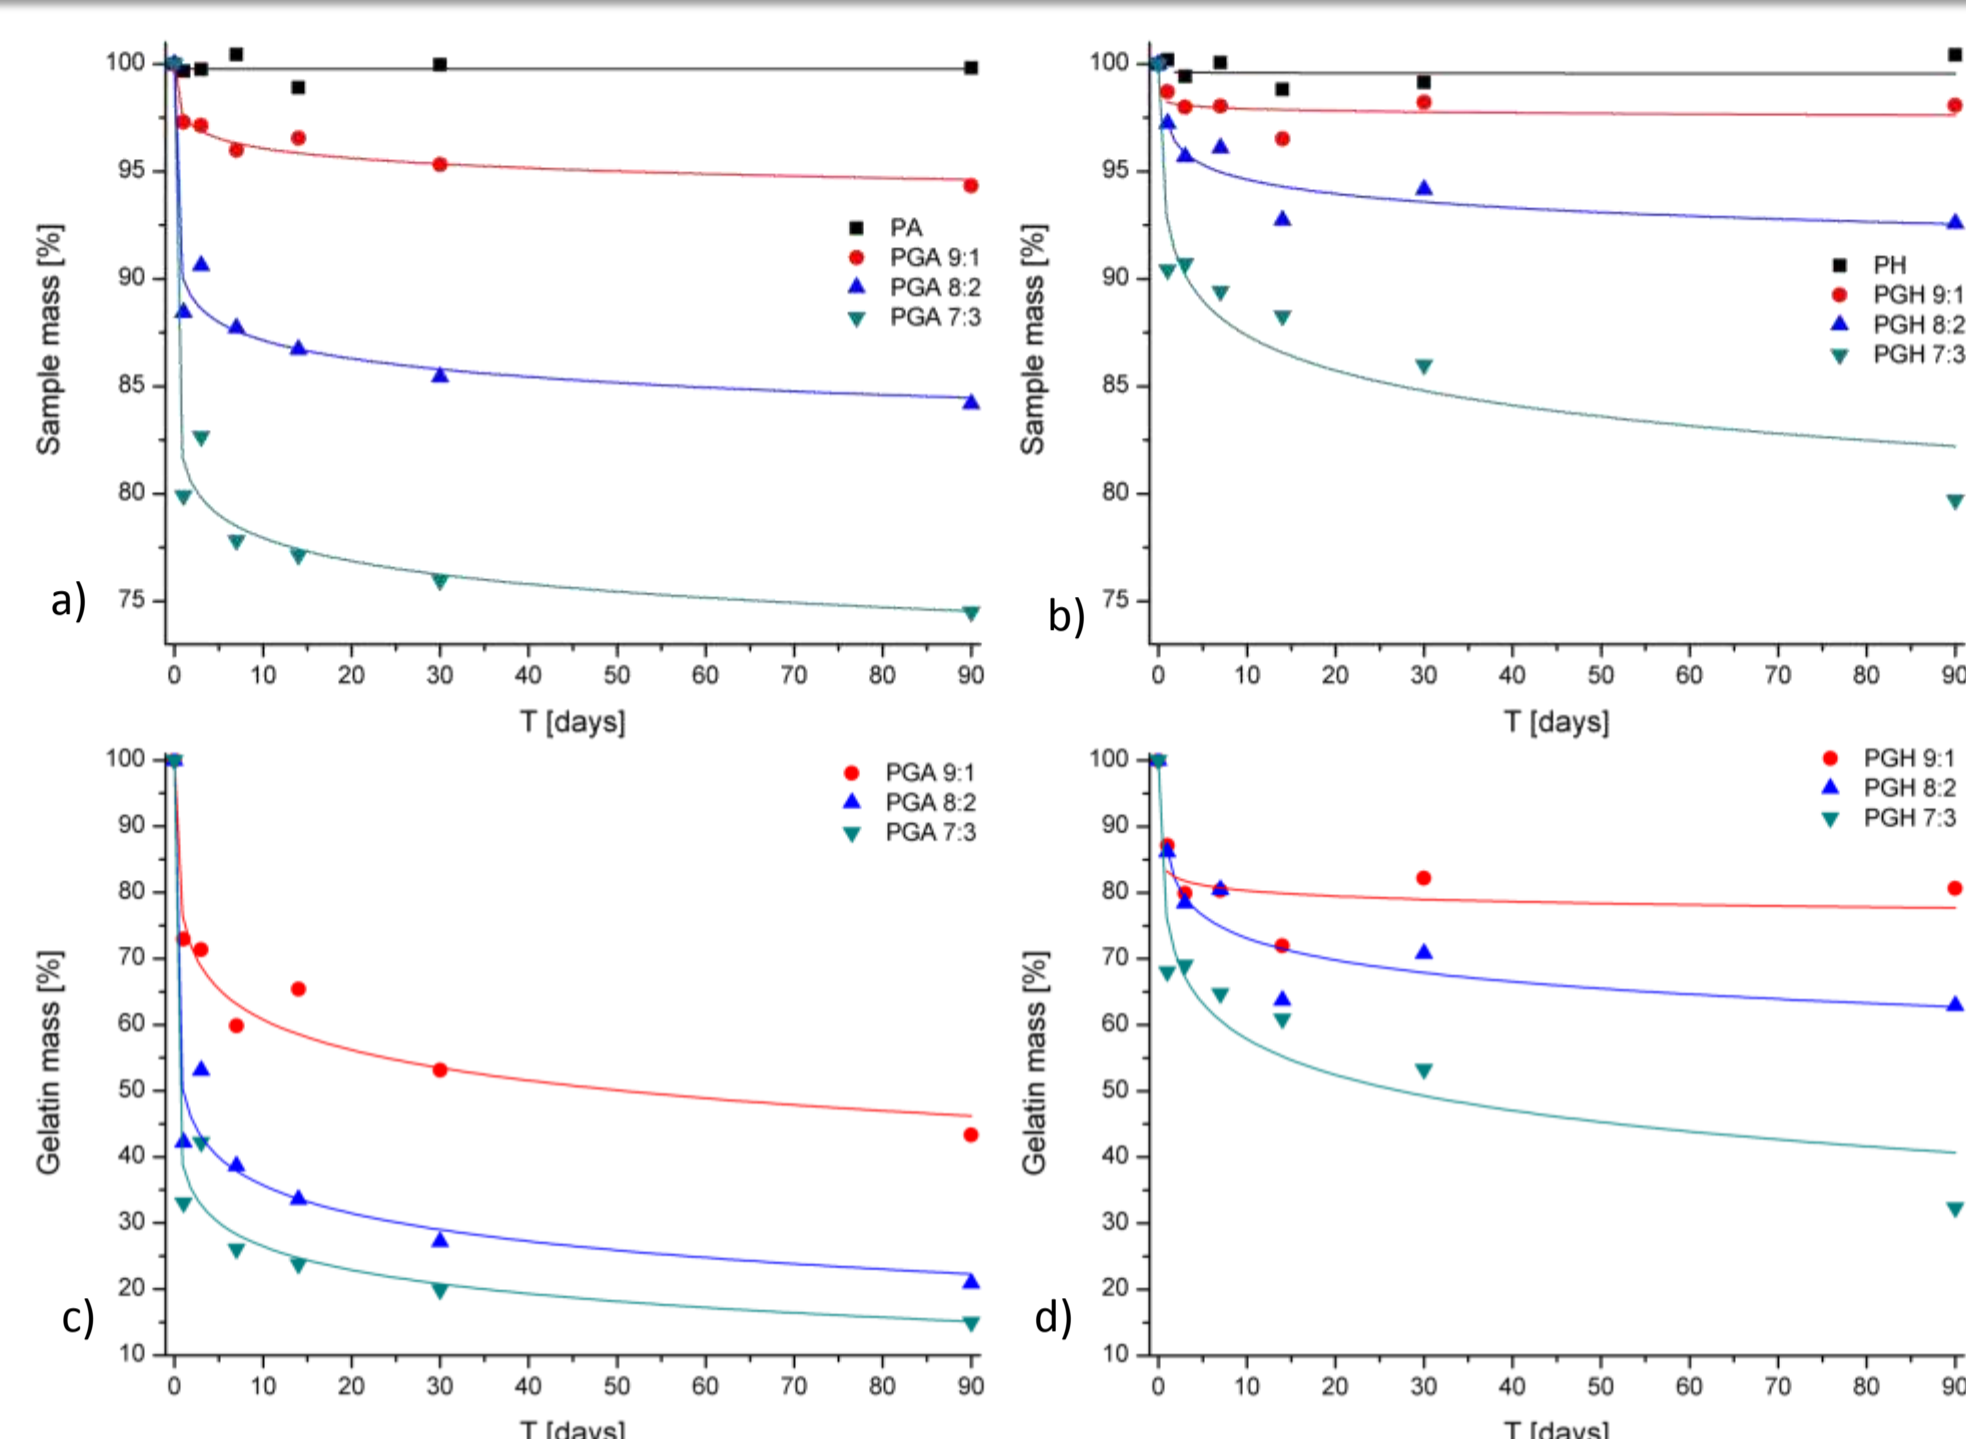 100
95
90
85
80
75
Sample mass [%]
PA
PGA 9:1
PGA 8:2
PGA 7:3
a)
0 10 20 30 40 50 60 70 80 90
T [days]
100
95
90
85
80
75
Sample mass [%]
PH
PGH 9:1
PGH 8:2
PGH 7:3
b)
0 10 20 30 40 50 60 70 80 90
T [days]
100
90
80
70
60
50
40
30
20
10
Gelatin mass [%]
PGA 9:1
PGA 8:2
PGA 7:3
c)
0 10 20 30 40 50 60 70 80 90
T [days]
100
90
80
70
60
50
40
30
20
10
Gelatin mass [%]
PGH 9:1
PGH 8:2
PGH 7:3
d)
0 10 20 30 40 50 60 70 80 90
T [days]